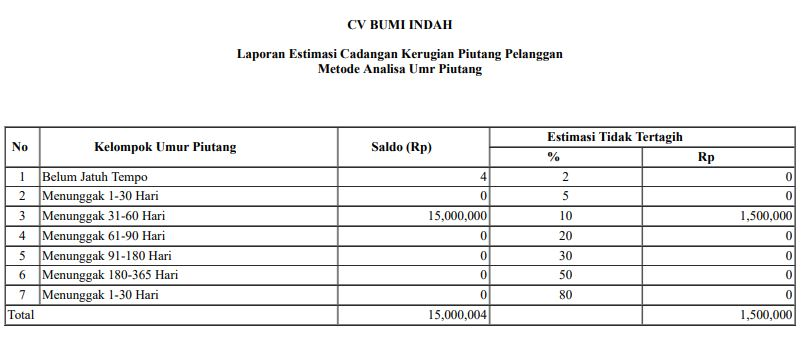 CV BUMI INDAH
Laporan Estimasi Cadangan Kerugian Piutang Pelanggan
Metode Analisa Umr Piutang
No Kelompok Umur Piutang Saldo (Rp) Estimasi Tidak Tertagih
% Rp
1 Belum Jatuh Tempo 4 2 0
2 Menunggak 1-30 Hari 0 5 0
3 Menunggak 31-60 Hari 15,000,000 10 1,500,000
4 Menunggak 61-90 Hari 0 20 0
5 Menunggak 91-180 Hari 0 30 0
6 Menunggak 180-365 Hari 0 50 0
7 Menunggak 1-30 Hari 0 80 0
Total 15,000,004 1,500,000